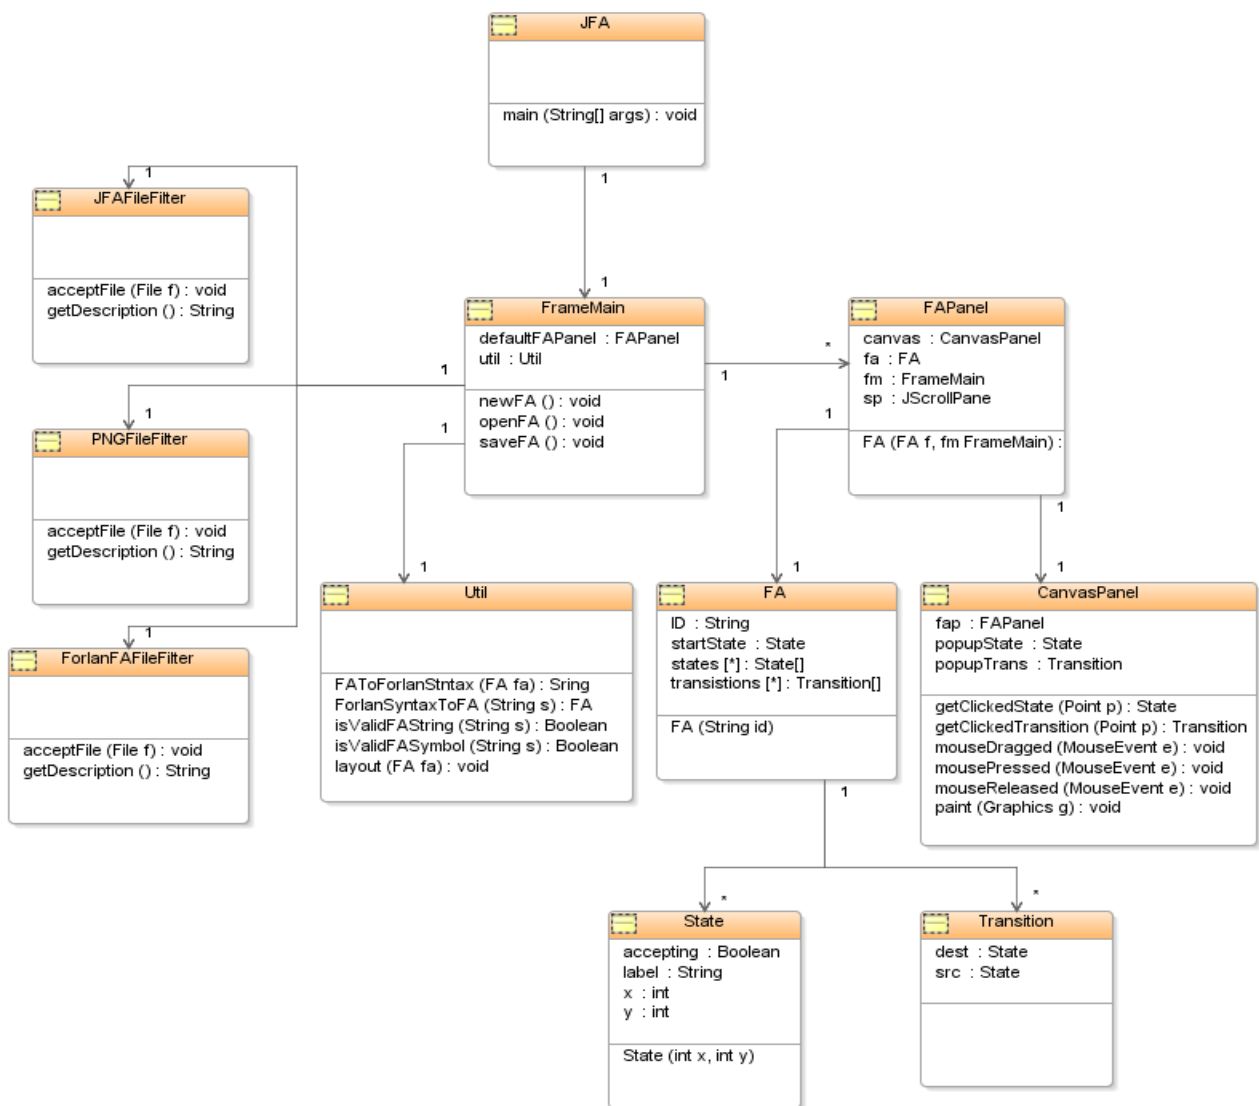 JFA
main (String[] args) : void
1
1
JFAFileFilter
acceptFile (File f) : void
getDescription () : String
1
1
FrameMain
defaultFAPanel : FAPanel
util : Util
newFA () : void
openFA () : void
saveFA () : void
*
1
FAPanel
canvas : CanvasPanel
fa : FA
fm : FrameMain
sp : JScrollPane
FA (FA f, fm FrameMain) :
1
1
PNGFileFilter
acceptFile (File f) : void
getDescription () : String
1
1
1
1
1
1
1
ForlanFAFileFilter
acceptFile (File f) : void
getDescription () : String
Util
FAToForlanStntax (FA fa) : Sring
ForlanSyntaxToFA (String s) : FA
isValidFAString (String s) : Boolean
isValidFASymbol (String s) : Boolean
layout (FA fa) : void
FA
ID : String
startState : State
states [*] : State[]
transistions [*] : Transition[]
FA (String id)
CanvasPanel
fap : FAPanel
popupState : State
popupTrans : Transition
getClickedState (Point p) : State
getClickedTransition (Point p) : Transition
mouseDragged (MouseEvent e) : void
mousePressed (MouseEvent e) : void
mouseReleased (MouseEvent e) : void
paint (Graphics g) : void
1
*
*
State
accepting : Boolean
label : String
x : int
y : int
State (int x, int y)
Transition
dest : State
src : State